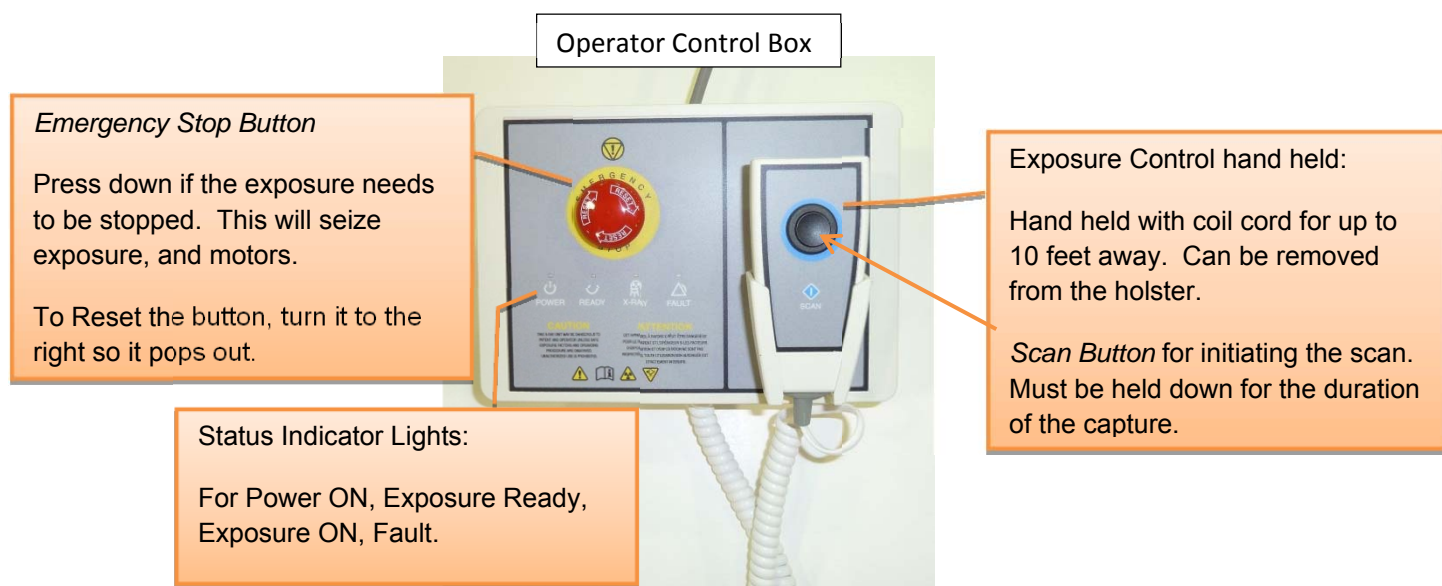 Operator Control Box
Emergency Stop Button
Press down if the exposure needs
to be stopped. This will seize
exposure, and motors.
To Reset the button, turn it to the
right so it pops out.
EMERGENCY
RESET
RESET
RESET
STOP
POWER READY X-RAY FAULT
CAUTION
ATTENTION
SCAN
Exposure Control hand held:
Hand held with coil cord for up to
10 feet away. Can be removed
from the holster.
Scan Button for initiating the scan.
Must be held down for the duration
of the capture.
Status Indicator Lights:
For Power ON, Exposure Ready,
Exposure ON, Fault.